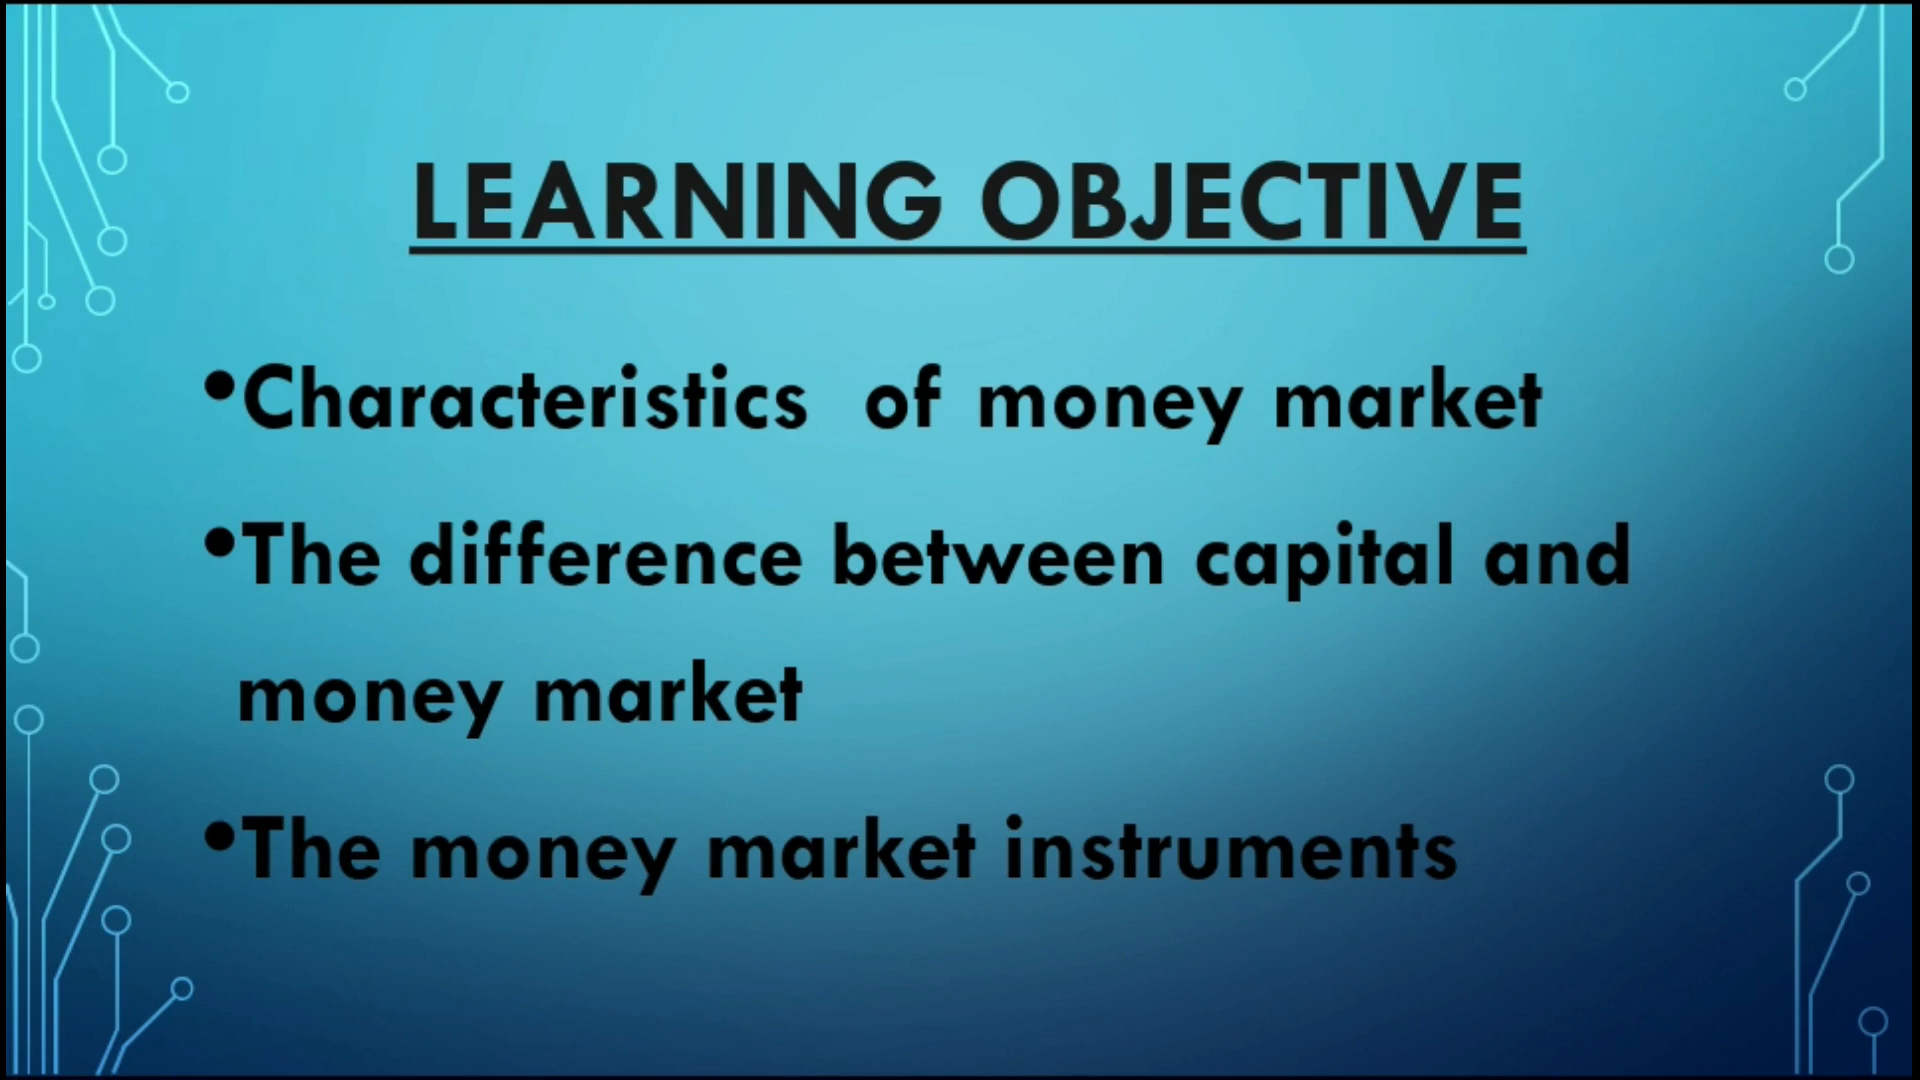 LEARNING OBJECTIVE
•Characteristics of money market
•The difference between capital and
money market
•The money market instruments